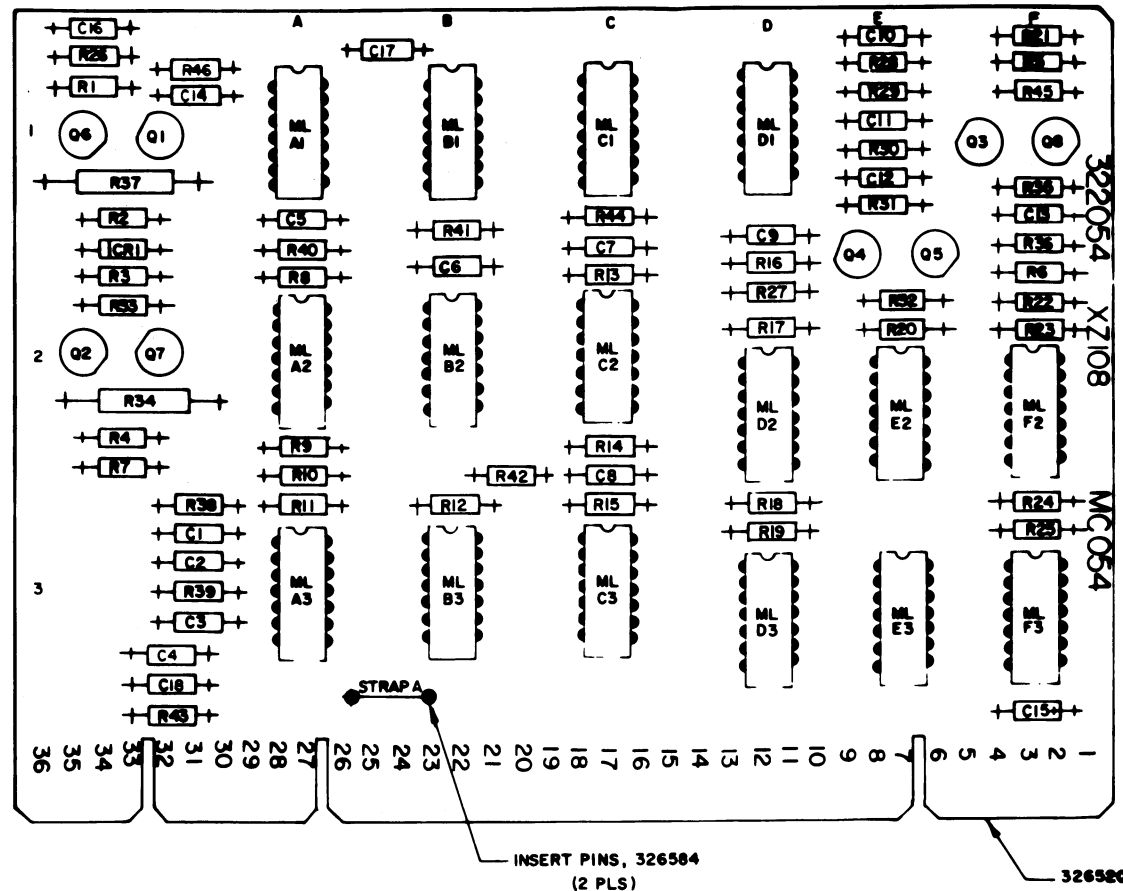 A B C D E F
C16
R26
R1
R46
C14
C17
ML A1
ML B1
ML C1
ML D1
C10
R28
R29
C11
R30
C12
R31
R21
R5
R45
1
Q6
Q1
Q3
Q8
R37
R2
CR1
R3
R33
C5
R40
R8
R41
C6
R44
C7
R13
C9
R16
R27
R17
Q4
Q5
R32
R20
C13
R36
R6
R22
R23
322054 XZ108 MC054
2
Q2
Q7
ML A2
ML B2
ML C2
ML D2
ML E2
ML F2
R34
R4
R7
R9
R10
R11
R42
R12
R14
C8
R15
R18
R19
R24
R25
R38
C1
C2
R39
C3
3
ML A3
ML B3
ML C3
ML D3
ML E3
ML F3
C4
C18
R43
STRAP A
C15+
36 35 34 33 32 31 30 29 28 27 26 25 24 23 22 21 20 19 18 17 16 15 14 13 12 11 10 9 8 7 6 5 4 3 2 1
INSERT PINS, 326584
(2 PLS)